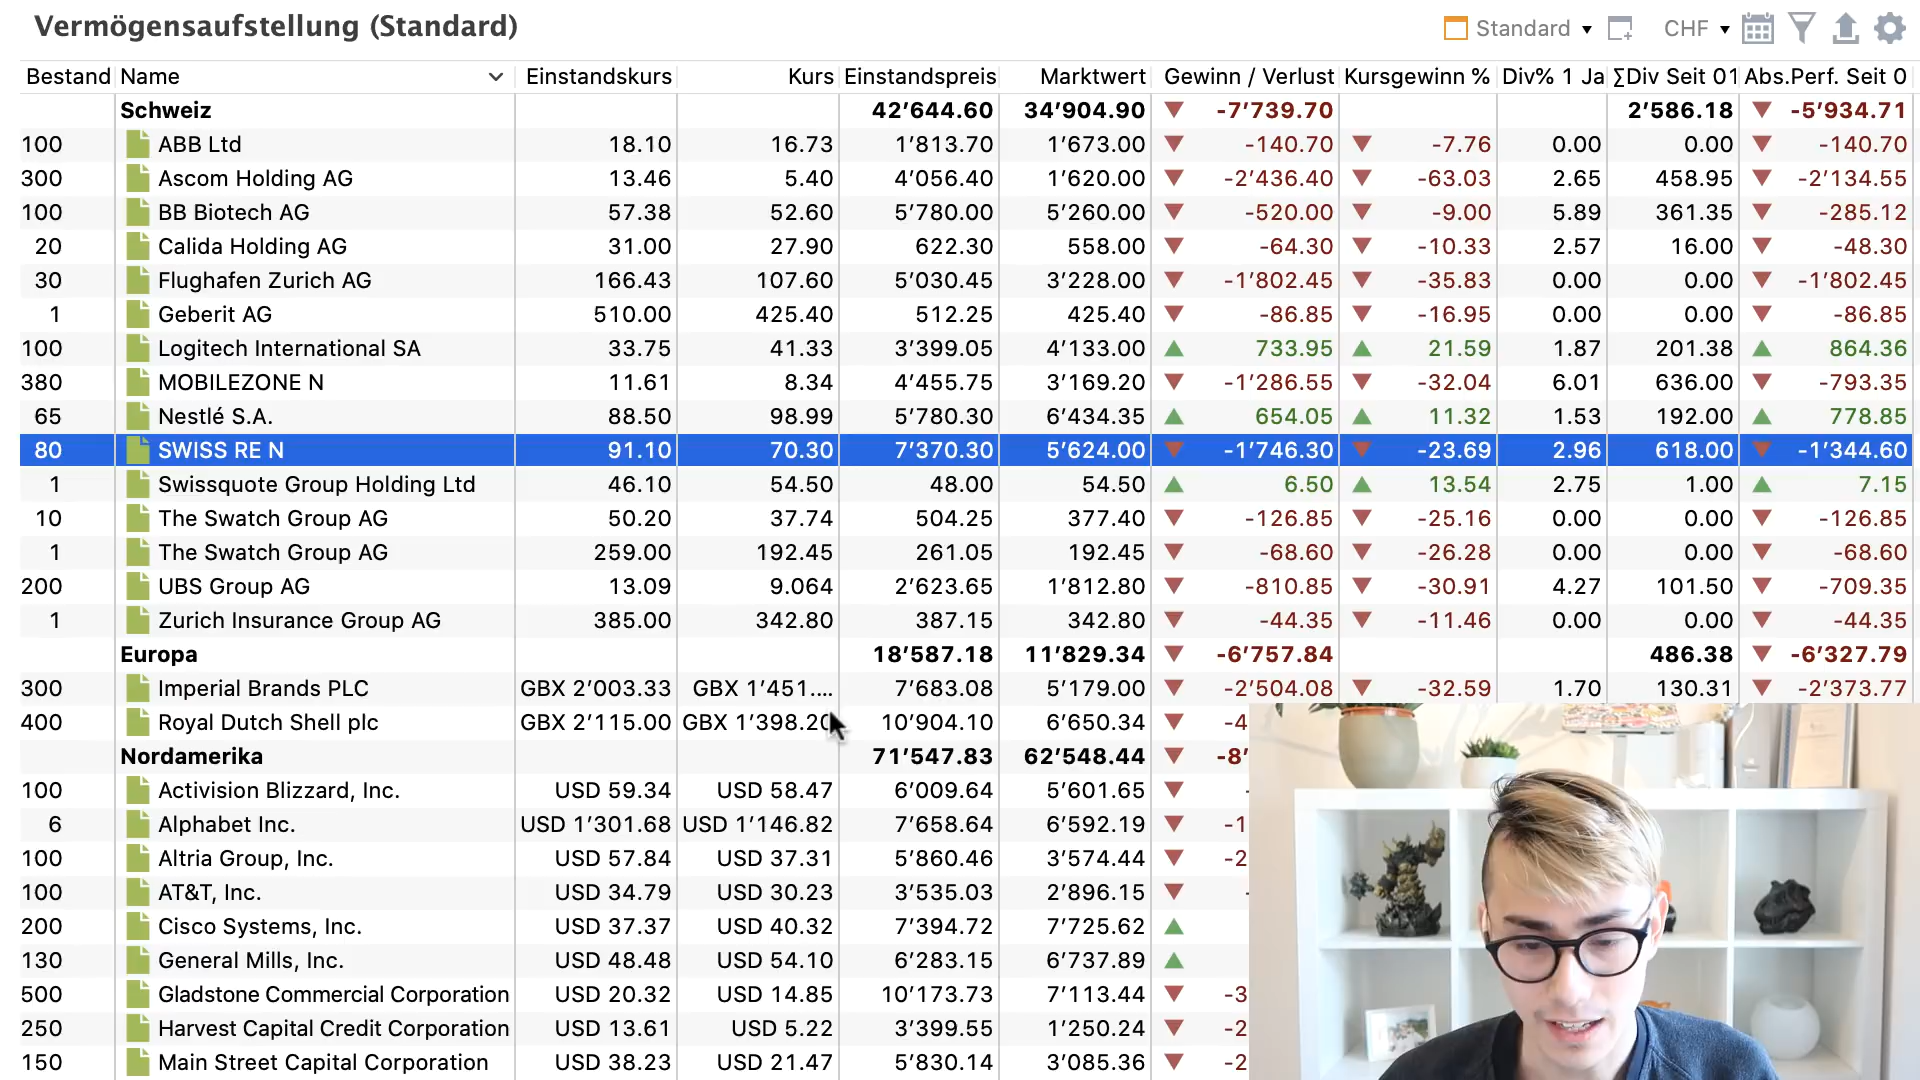 Vermögensaufstellung (Standard) Standard CHF
Bestand Name Einstandskurs Kurs Einstandspreis Marktwert Gewinn / Verlust Kursgewinn % Div% 1 Ja ∑Div Seit 01 Abs.Perf. Seit 0
Schweiz 42’644.60 34’904.90 -7’739.70 2’586.18 -5’934.71
100 ABB Ltd 18.10 16.73 1’813.70 1’673.00 -140.70 -7.76 0.00 0.00 -140.70
300 Ascom Holding AG 13.46 5.40 4’056.40 1’620.00 -2’436.40 -63.03 2.65 458.95 -2’134.55
100 BB Biotech AG 57.38 52.60 5’780.00 5’260.00 -520.00 -9.00 5.89 361.35 -285.12
20 Calida Holding AG 31.00 27.90 622.30 558.00 -64.30 -10.33 2.57 16.00 -48.30
30 Flughafen Zurich AG 166.43 107.60 5’030.45 3’228.00 -1’802.45 -35.83 0.00 0.00 -1’802.45
1 Geberit AG 510.00 425.40 512.25 425.40 -86.85 -16.95 0.00 0.00 -86.85
100 Logitech International SA 33.75 41.33 3’399.05 4’133.00 733.95 21.59 1.87 201.38 864.36
380 MOBILEZONE N 11.61 8.34 4’455.75 3’169.20 -1’286.55 -32.04 6.01 636.00 -793.35
65 Nestlé S.A. 88.50 98.99 5’780.30 6’434.35 654.05 11.32 1.53 192.00 778.85
80 SWISS RE N 91.10 70.30 7’370.30 5’624.00 -1’746.30 -23.69 2.96 618.00 -1’344.60
1 Swissquote Group Holding Ltd 46.10 54.50 48.00 54.50 6.50 13.54 2.75 1.00 7.15
10 The Swatch Group AG 50.20 37.74 504.25 377.40 -126.85 -25.16 0.00 0.00 -126.85
1 The Swatch Group AG 259.00 192.45 261.05 192.45 -68.60 -26.28 0.00 0.00 -68.60
200 UBS Group AG 13.09 9.064 2’623.65 1’812.80 -810.85 -30.91 4.27 101.50 -709.35
1 Zurich Insurance Group AG 385.00 342.80 387.15 342.80 -44.35 -11.46 0.00 0.00 -44.35
Europa 18’587.18 11’829.34 -6’757.84 486.38 -6’327.79
300 Imperial Brands PLC GBX 2’003.33 GBX 1’451.... 7’683.08 5’179.00 -2’504.08 -32.59 1.70 130.31 -2’373.77
400 Royal Dutch Shell plc GBX 2’115.00 GBX 1’398.20 10’904.10 6’650.34 -4
Nordamerika 71’547.83 62’548.44 -8’
100 Activision Blizzard, Inc. USD 59.34 USD 58.47 6’009.64 5’601.65 -
6 Alphabet Inc. USD 1’301.68 USD 1’146.82 7’658.64 6’592.19 -1
100 Altria Group, Inc. USD 57.84 USD 37.31 5’860.46 3’574.44 -2
100 AT&T, Inc. USD 34.79 USD 30.23 3’535.03 2’896.15 -
200 Cisco Systems, Inc. USD 37.37 USD 40.32 7’394.72 7’725.62
130 General Mills, Inc. USD 48.48 USD 54.10 6’283.15 6’737.89
500 Gladstone Commercial Corporation USD 20.32 USD 14.85 10’173.73 7’113.44 -3
250 Harvest Capital Credit Corporation USD 13.61 USD 5.22 3’399.55 1’250.24 -2
150 Main Street Capital Corporation USD 38.23 USD 21.47 5’830.14 3’085.36 -2